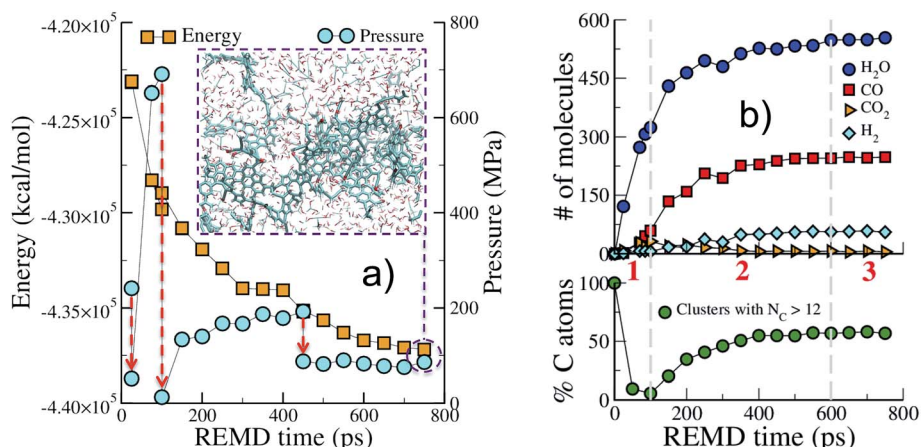 Energy
Pressure
-4.20×10⁵
-4.25×10⁵
-4.30×10⁵
-4.35×10⁵
-4.40×10⁵
Energy (kcal/mol)
800
600
400
200
0
Pressure (MPa)
a)
0 200 400 600 800
REMD time (ps)
600
450
300
150
0
# of molecules
b)
H₂O
CO
CO₂
H₂
1 2 3
100
50
0
% C atoms
Clusters with N_C > 12
0 200 400 600 800
REMD time (ps)